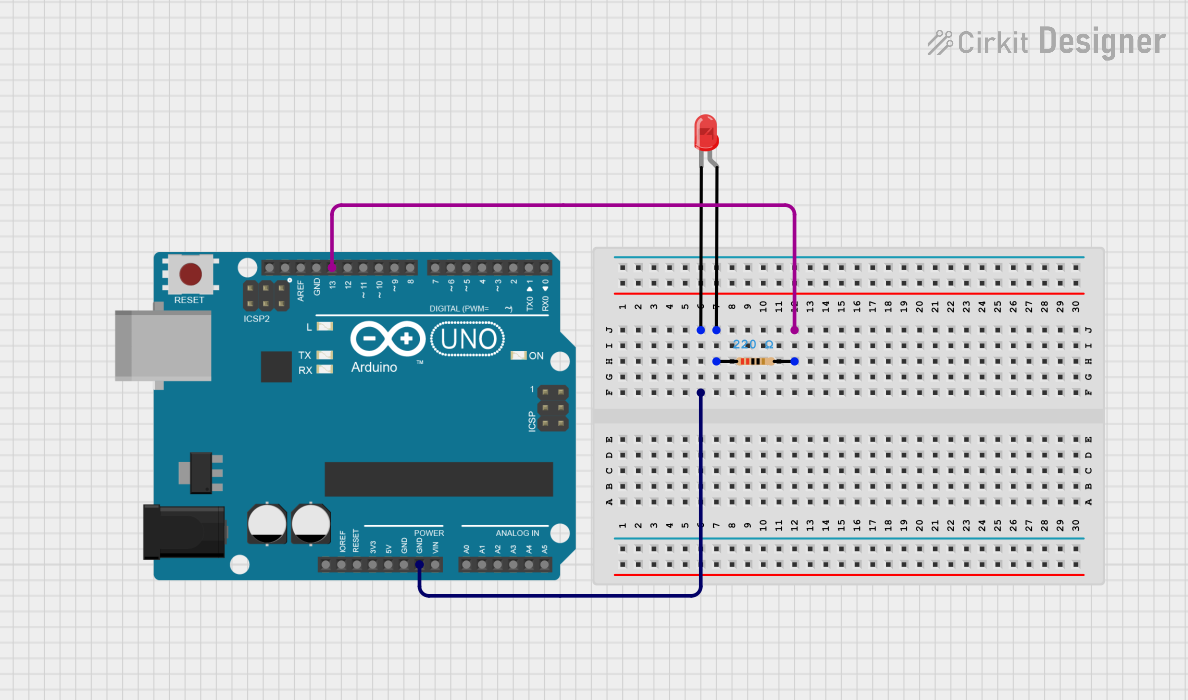 Cirkit Designer
RESET
ICSP2
AREF
GND
13
12
~11
~10
~9
8
7
~6
~5
4
~3
2
TX0 1
RX0 0
DIGITAL (PWM=
L
TX
RX
UNO
ON
Arduino
TM
1
ICSP
POWER
ANALOG IN
IOREF
RESET
3V3
5V
GND
GND
VIN
A0
A1
A2
A3
A4
A5
1 2 3 4 5 6 7 8 9 10 11 12 13 14 15 16 17 18 19 20 21 22 23 24 25 26 27 28 29 30
J J
I I
220 Ω
H H
G G
F F
E E
D D
C C
B B
A A
1 2 3 4 5 6 7 8 9 10 11 12 13 14 15 16 17 18 19 20 21 22 23 24 25 26 27 28 29 30